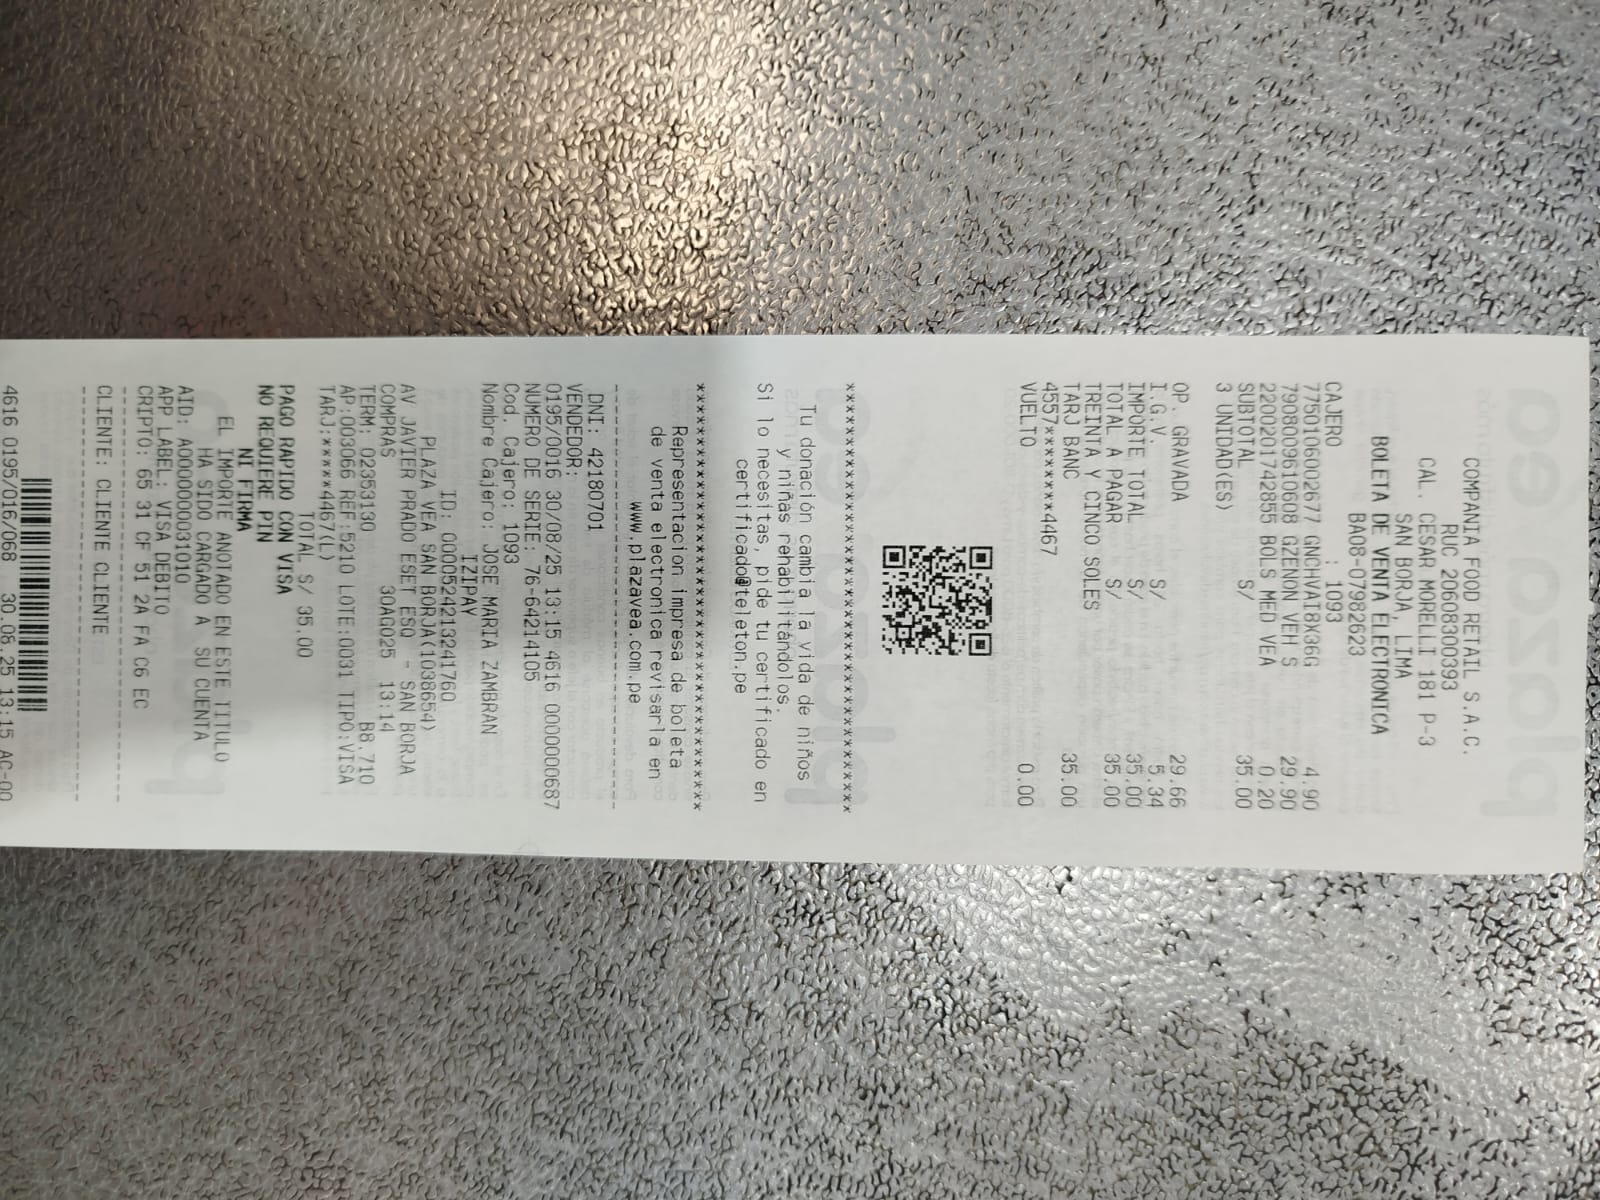 COMPANIA FOOD RETAIL S.A.C.
RUC 20608300393
CAL. CESAR MORELLI 181 P-3
SAN BORJA, LIMA
BOLETA DE VENTA ELECTRONICA
BA08-07982623
CAJERO : 1093
7750106002677 GNCHVAI8X36G 4.90
7908009610608 GZENON VEH S 29.90
2200201742855 BOLS MED VEA 0.20
SUBTOTAL S/ 35.00
3 UNIDAD(ES)
OP. GRAVADA 29.66
I.G.V. S/ 5.34
IMPORTE TOTAL S/ 35.00
TOTAL A PAGAR S/ 35.00
TREINTA Y CINCO SOLES
TARJ BANC 35.00
4557********4467
VUELTO 0.00
******************************************
Tu donación cambia la vida de niños
y niñas rehabilitándolos.
Si lo necesitas, pide tu certificado en
certificado@teleton.pe
******************************************
Representacion impresa de boleta
de venta electronica revisarla en
www.plazavea.com.pe
------------------------------------------
DNI: 42180701
VENDEDOR:
0195/0016 30/08/25 13:15 4616 0000000687
NUMERO DE SERIE: 76-64214105
Cod. Cajero: 1093
Nombre Cajero: JOSE MARIA ZAMBRAN
IZIPAY
ID: 000524213241760
PLAZA VEA SAN BORJA(1038654)
AV JAVIER PRADO ESET ESQ - SAN BORJA
COMPRAS 30AGO25 13:14
TERM: 02953130 B8.710
AP:003066 REF:5210 LOTE:0031 TIPO:VISA
TARJ:****4467(L)
TOTAL S/ 35.00
PAGO RAPIDO CON VISA
NO REQUIERE PIN
NI FIRMA
EL IMPORTE ANOTADO EN ESTE TITULO
HA SIDO CARGADO A SU CUENTA
AID: A0000000031010
APP LABEL: VISA DEBITO
CRIPTO: 65 31 CF 51 2A FA C6 EC
------------------------------------------
CLIENTE: CLIENTE CLIENTE
------------------------------------------
4616 0195/016/068 30.08.25 13:15 AC-00